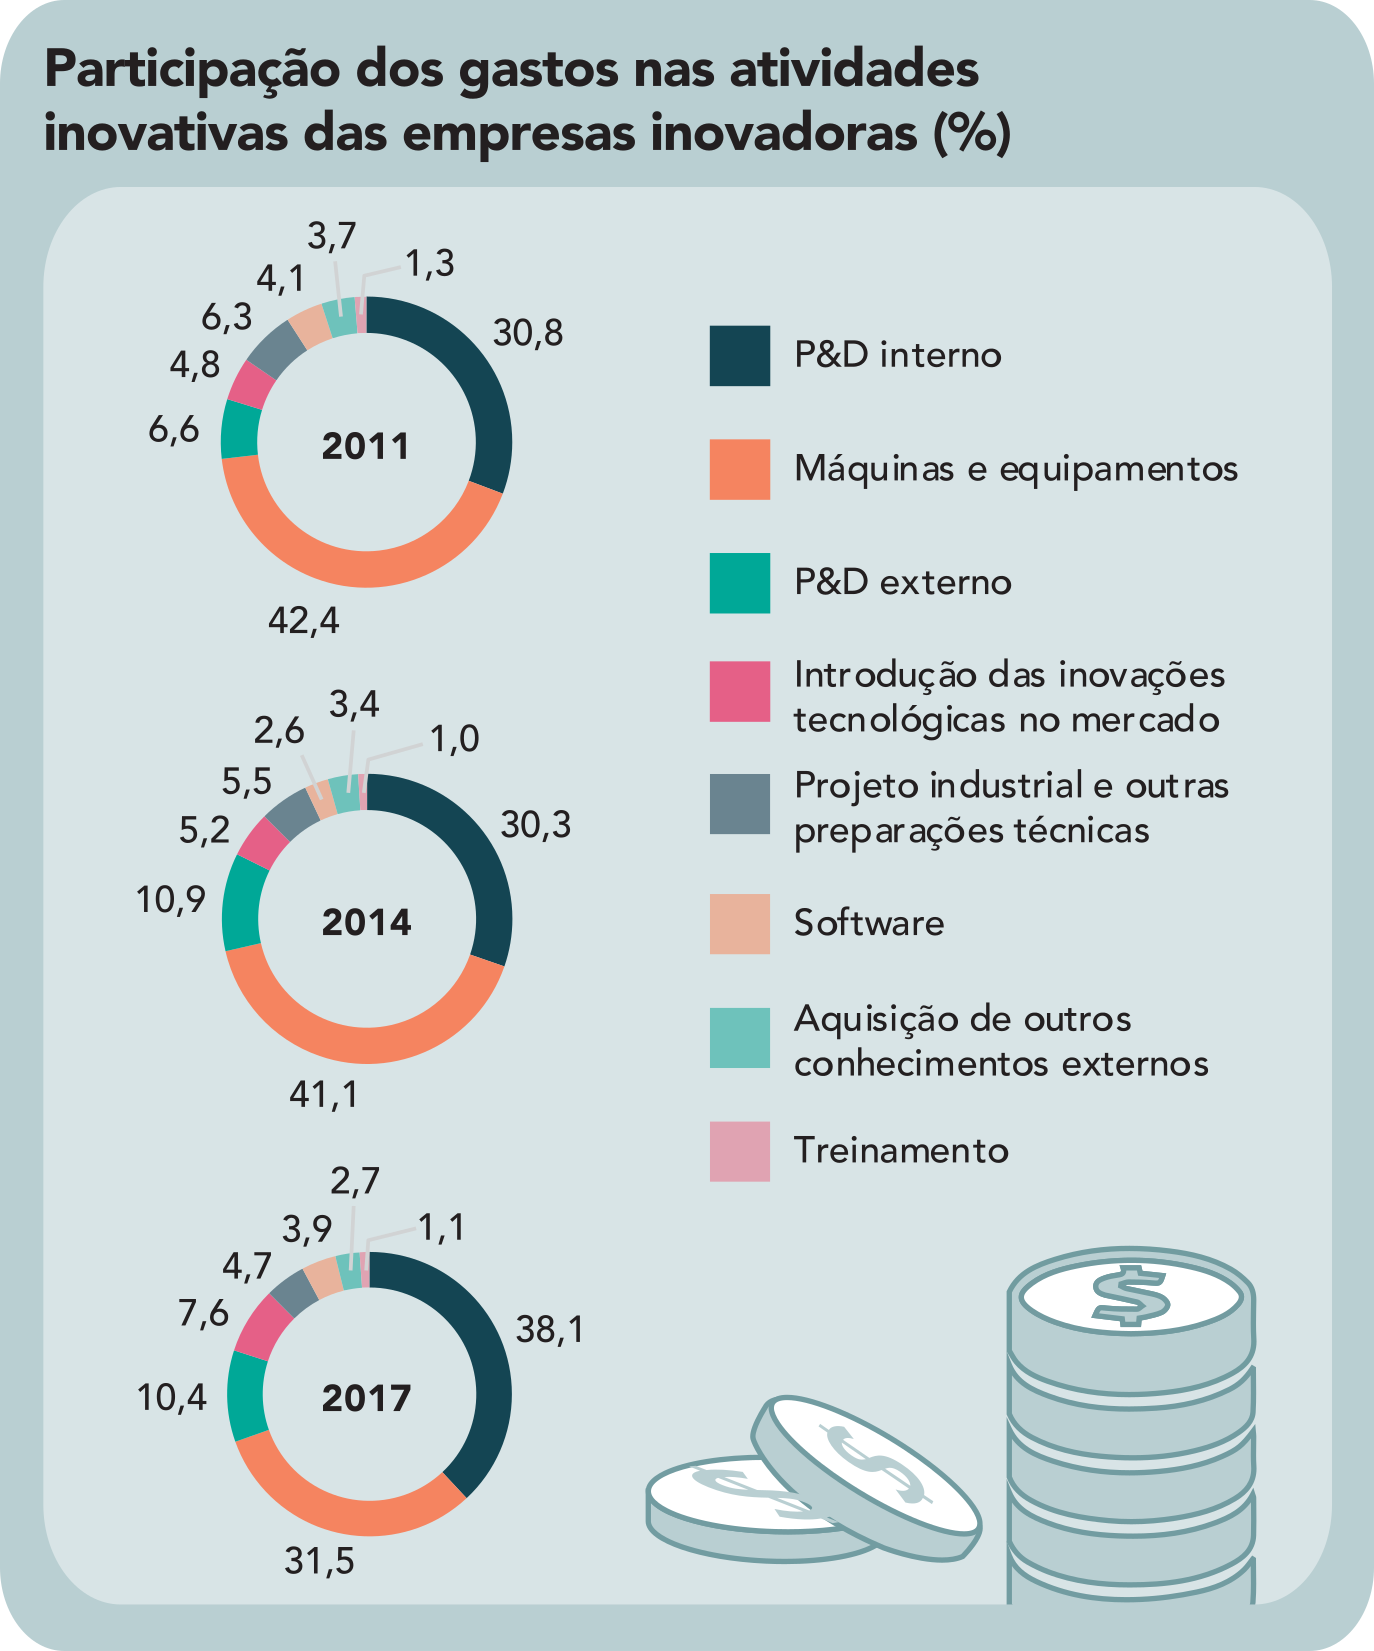 Participação dos gastos nas atividades
inovativas das empresas inovadoras (%)
3,7
1,3
4,1
6,3
30,8
4,8
6,6
2011
42,4
3,4
2,6
1,0
5,5
30,3
5,2
10,9
2014
41,1
2,7
3,9
1,1
4,7
7,6
38,1
10,4
2017
31,5
P&D interno
Máquinas e equipamentos
P&D externo
Introdução das inovações
tecnológicas no mercado
Projeto industrial e outras
preparações técnicas
Software
Aquisição de outros
conhecimentos externos
Treinamento
$
$
$